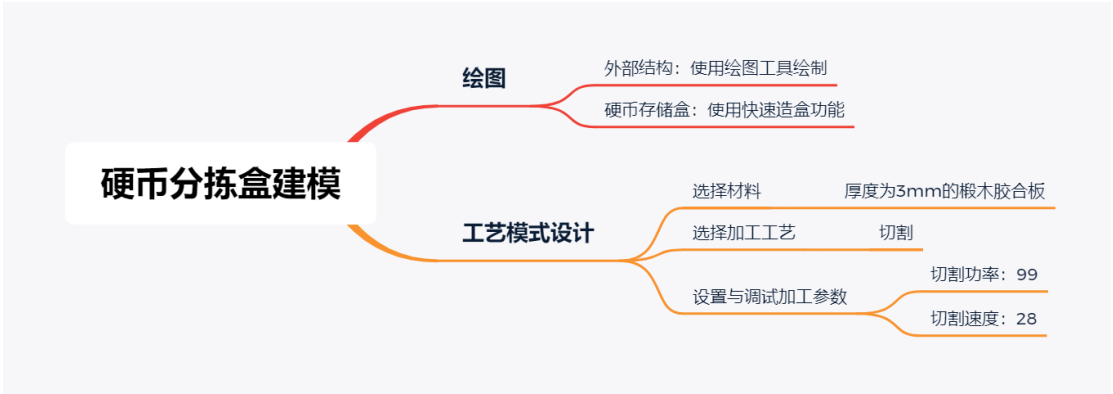 硬币分拣盒建模
绘图
外部结构：使用绘图工具绘制
硬币存储盒：使用快速造盒功能
工艺模式设计
选择材料
厚度为3mm的椴木胶合板
选择加工工艺
切割
设置与调试加工参数
切割功率：99
切割速度：28